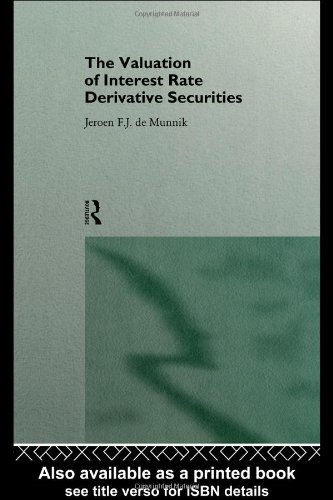 The Valuation
of Interest Rate
Derivative Securities
Jeroen F.J. de Munnik
ROUTLEDGE
Also available as a printed book
see title verso for ISBN details